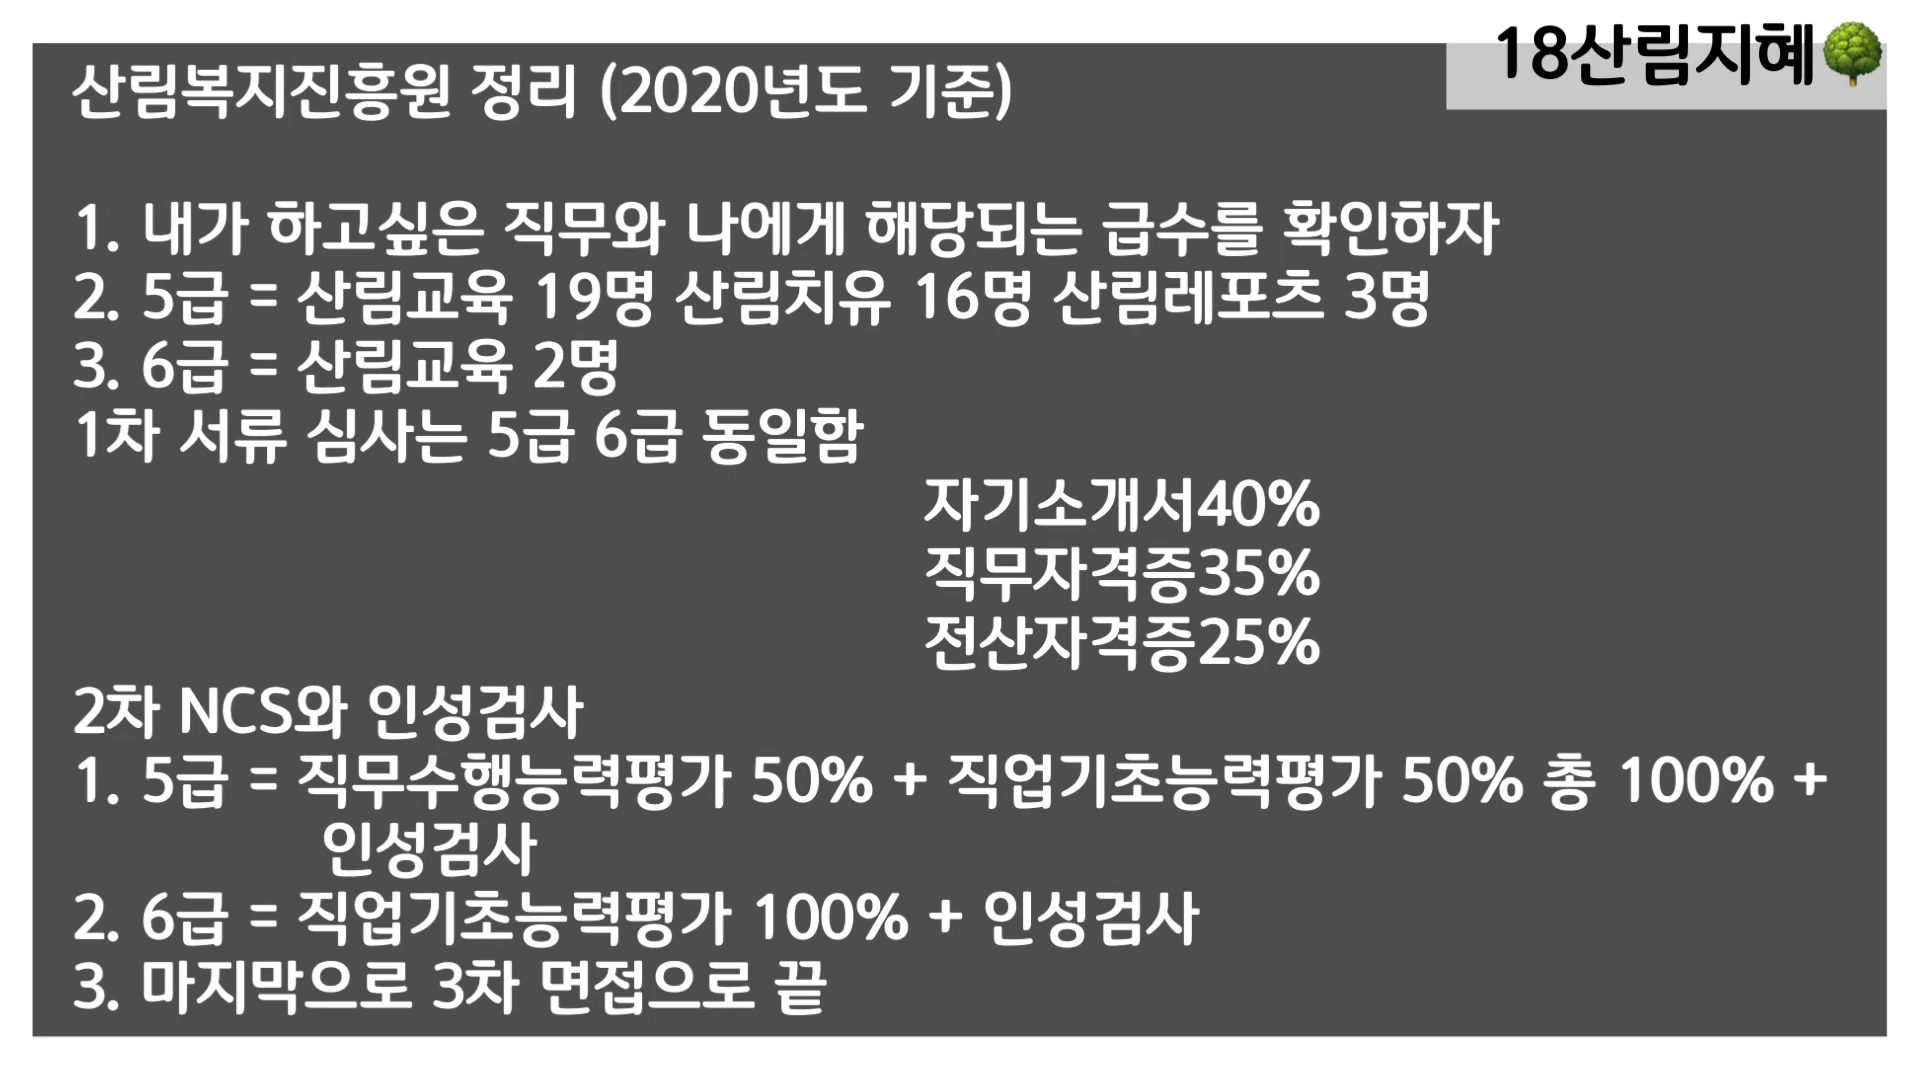 18산림지혜
산림복지진흥원 정리 (2020년도 기준)
1. 내가 하고싶은 직무와 나에게 해당되는 급수를 확인하자
2. 5급 = 산림교육 19명 산림치유 16명 산림레포츠 3명
3. 6급 = 산림교육 2명
1차 서류 심사는 5급 6급 동일함
자기소개서40%
직무자격증35%
전산자격증25%
2차 NCS와 인성검사
1. 5급 = 직무수행능력평가 50% + 직업기초능력평가 50% 총 100% +
인성검사
2. 6급 = 직업기초능력평가 100% + 인성검사
3. 마지막으로 3차 면접으로 끝